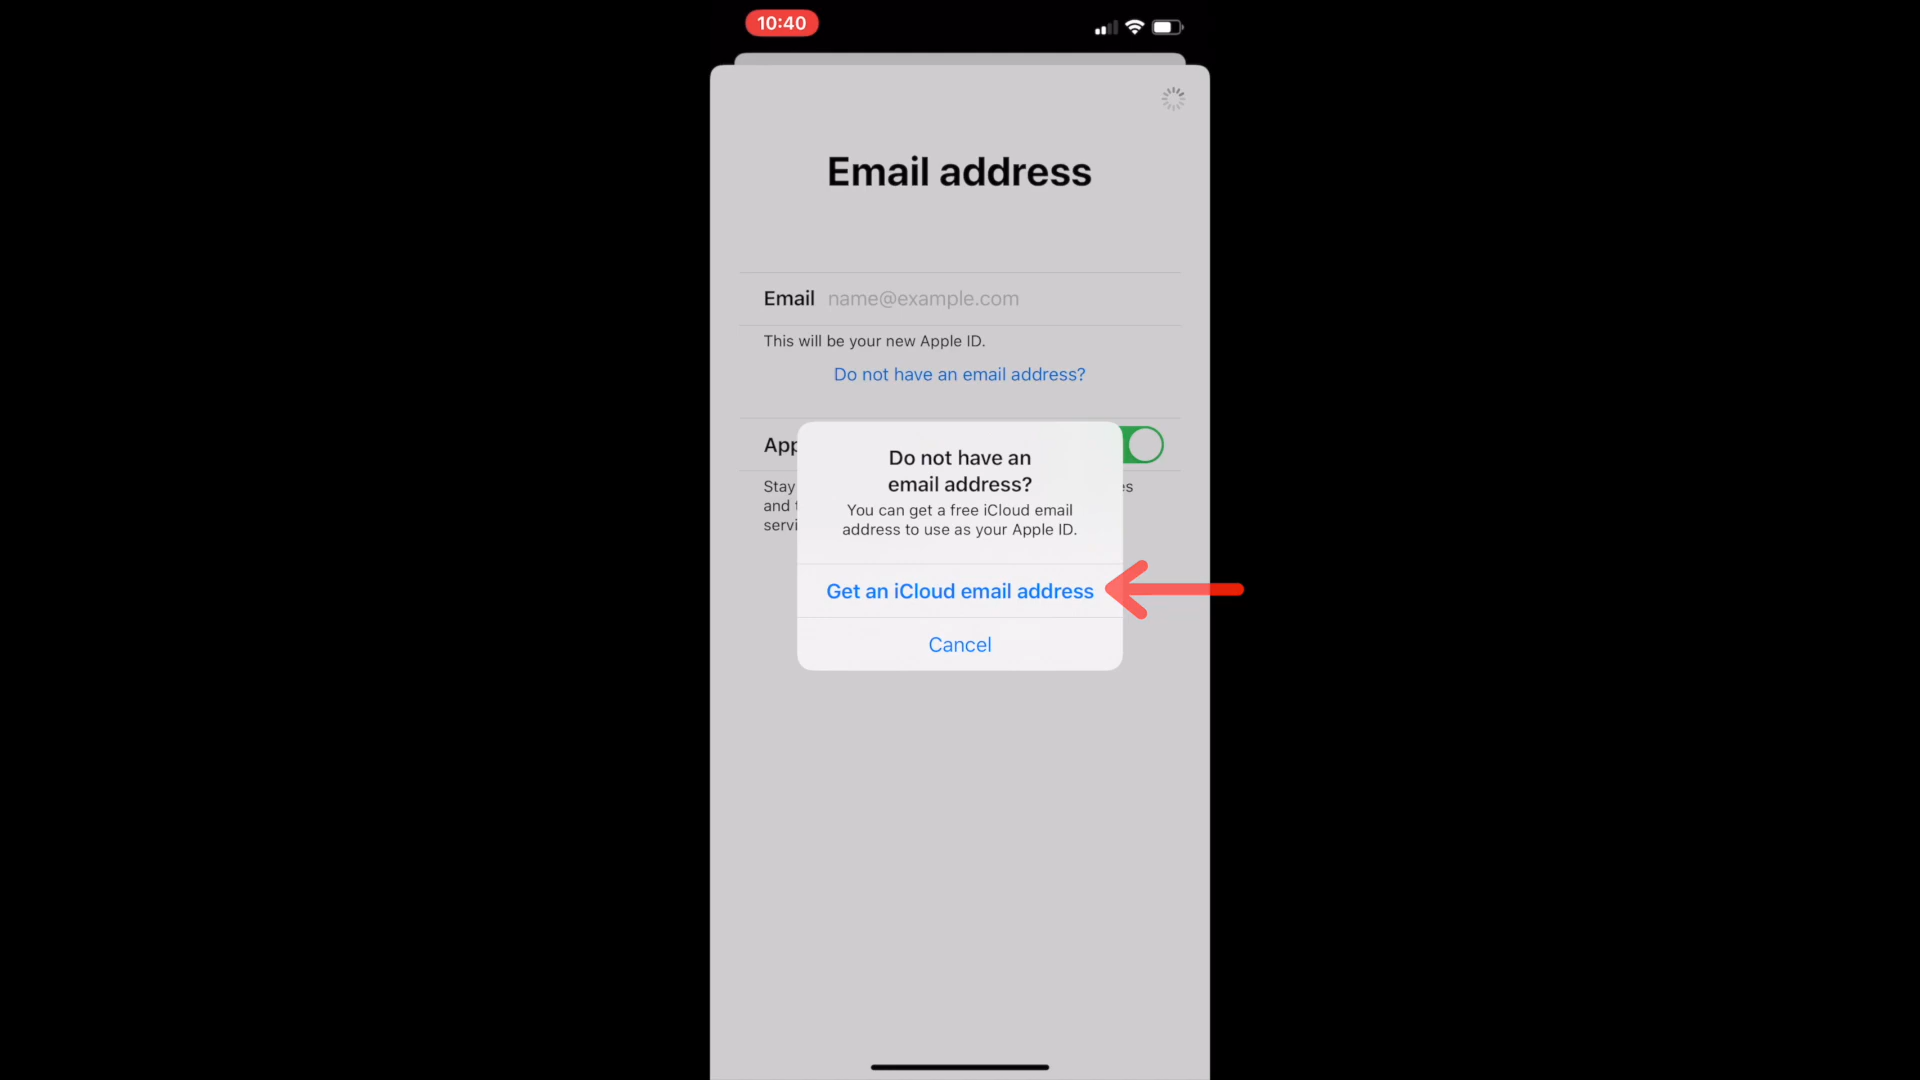 10:40
Email address
Email name@example.com
This will be your new Apple ID.
Do not have an email address?
App
Stay es
and t
servi
Do not have an
email address?
You can get a free iCloud email
address to use as your Apple ID.
Get an iCloud email address
Cancel